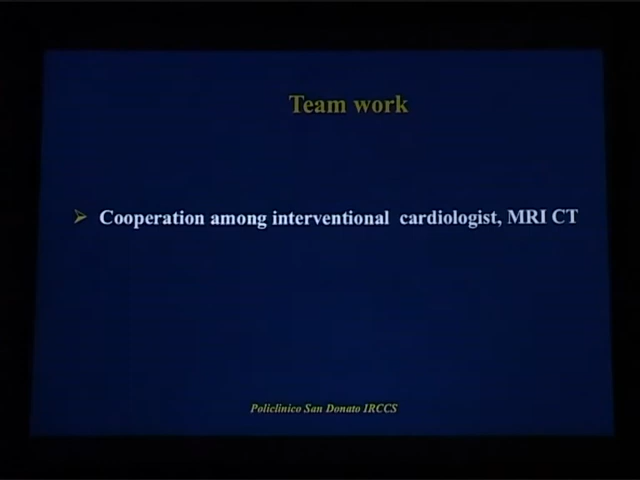 Team work
Cooperation among interventional cardiologist, MRI CT
Policlinico San Donato IRCCS